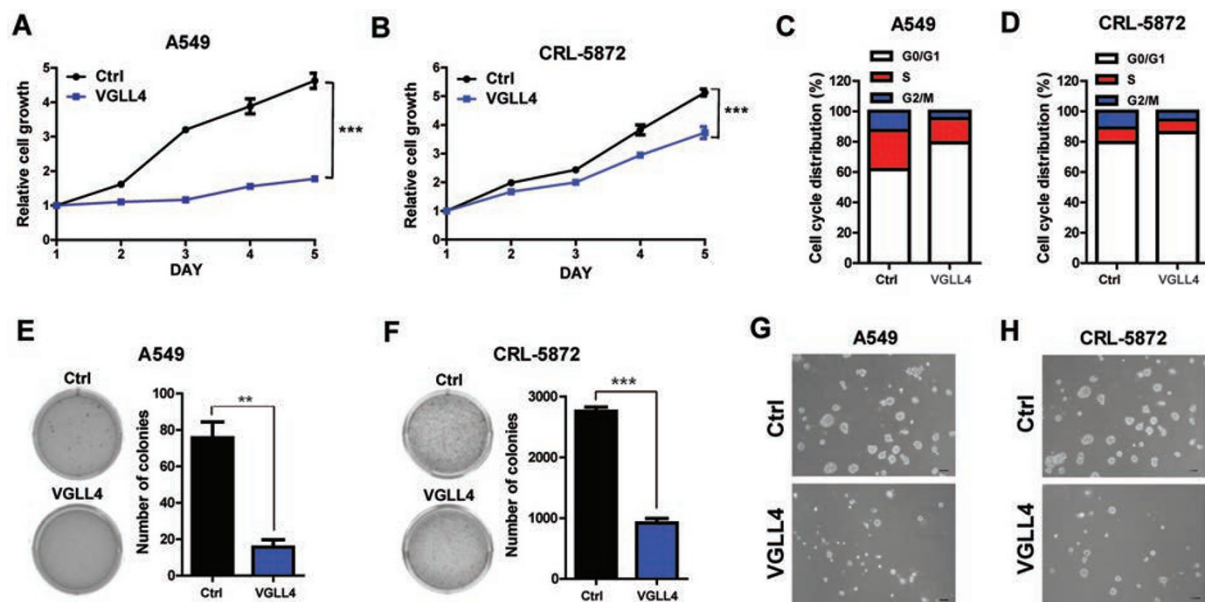 A
A549
Relative cell growth
5
4
3
2
1
0
Ctrl
VGLL4
***
1
2
3
4
5
DAY
B
CRL-5872
Relative cell growth
6
5
4
3
2
1
0
Ctrl
VGLL4
***
1
2
3
4
5
DAY
C
A549
G0/G1
S
G2/M
Cell cycle distribution (%)
120
100
80
60
40
20
0
Ctrl
VGLL4
D
CRL-5872
G0/G1
S
G2/M
Cell cycle distribution (%)
120
100
80
60
40
20
0
Ctrl
VGLL4
E
A549
Ctrl
VGLL4
Number of colonies
100
80
60
40
20
0
**
Ctrl
VGLL4
F
CRL-5872
Ctrl
VGLL4
Number of colonies
3000
2000
1000
0
***
Ctrl
VGLL4
G
A549
Ctrl
VGLL4
H
CRL-5872
Ctrl
VGLL4